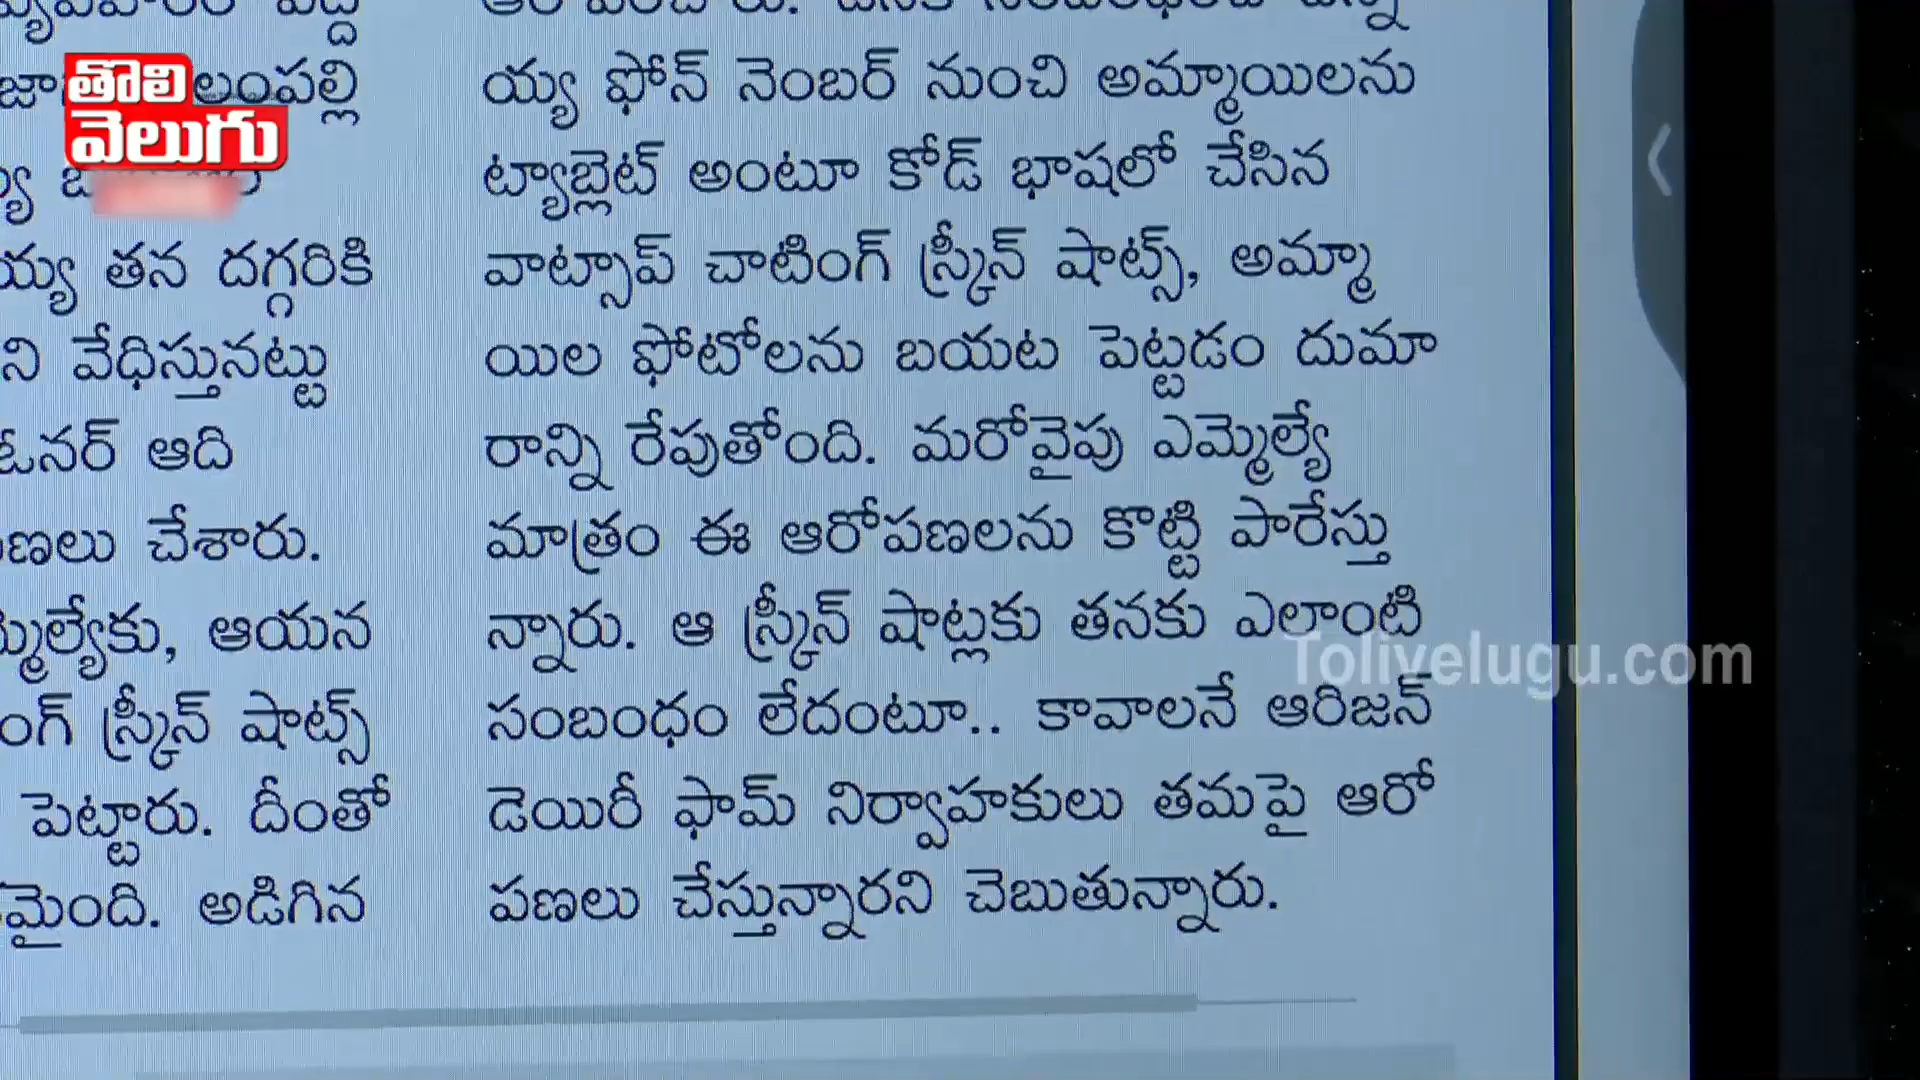 తొలి
వెలుగు
లంపల్లి
య్య తన దగ్గరికి
ని వేధిస్తునట్టు
ఓనర్ ఆది
ణలు చేశారు.
మ్మెల్యేకు, ఆయన
ంగ్ స్క్రీన్ షాట్స్
పెట్టారు. దీంతో
మైంది. అడిగిన
య్య ఫోన్ నెంబర్ నుంచి అమ్మాయిలను
ట్యాబ్లెట్ అంటూ కోడ్ భాషలో చేసిన
వాట్సాప్ చాటింగ్ స్క్రీన్ షాట్స్, అమ్మా
యిల ఫోటోలను బయట పెట్టడం దుమా
రాన్ని రేపుతోంది. మరోవైపు ఎమ్మెల్యే
మాత్రం ఈ ఆరోపణలను కొట్టి పారేస్తు
న్నారు. ఆ స్క్రీన్ షాట్లకు తనకు ఎలాంటి
సంబంధం లేదంటూ.. కావాలనే ఆరిజన్
డెయిరీ ఫామ్ నిర్వాహకులు తమపై ఆరో
పణలు చేస్తున్నారని చెబుతున్నారు.
Tolivelugu.com